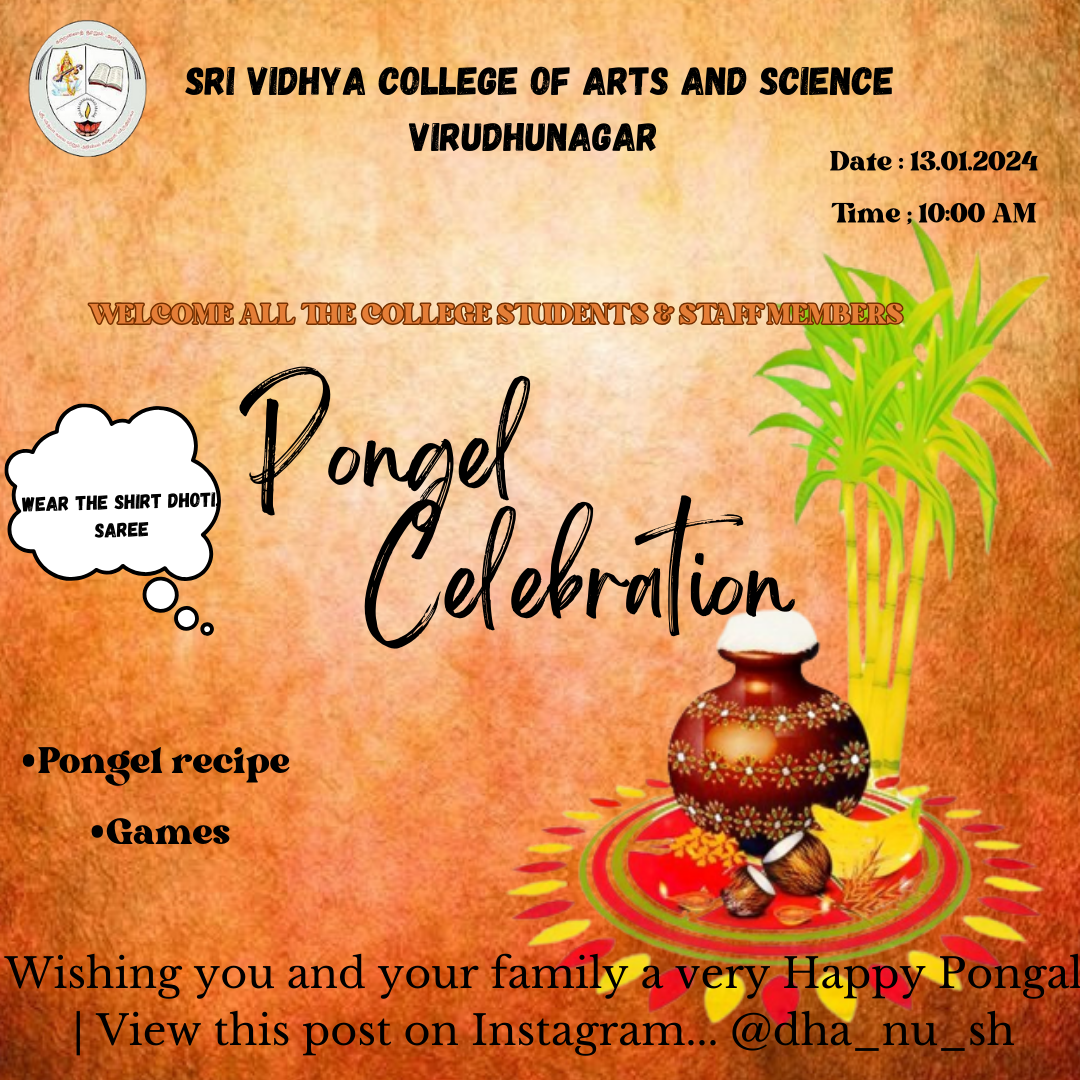 SRI VIDHYA COLLEGE OF ARTS AND SCIENCE
VIRUDHUNAGAR
Date : 13.01.2024
Time ; 10:00 AM
WELCOME ALL THE COLLEGE STUDENTS & STAFF MEMBERS
Pongel
Celebration
WEAR THE SHIRT DHOTI
SAREE
•Pongel recipe
•Games
Wishing you and your family a very Happy Pongal
| View this post on Instagram... @dha_nu_sh